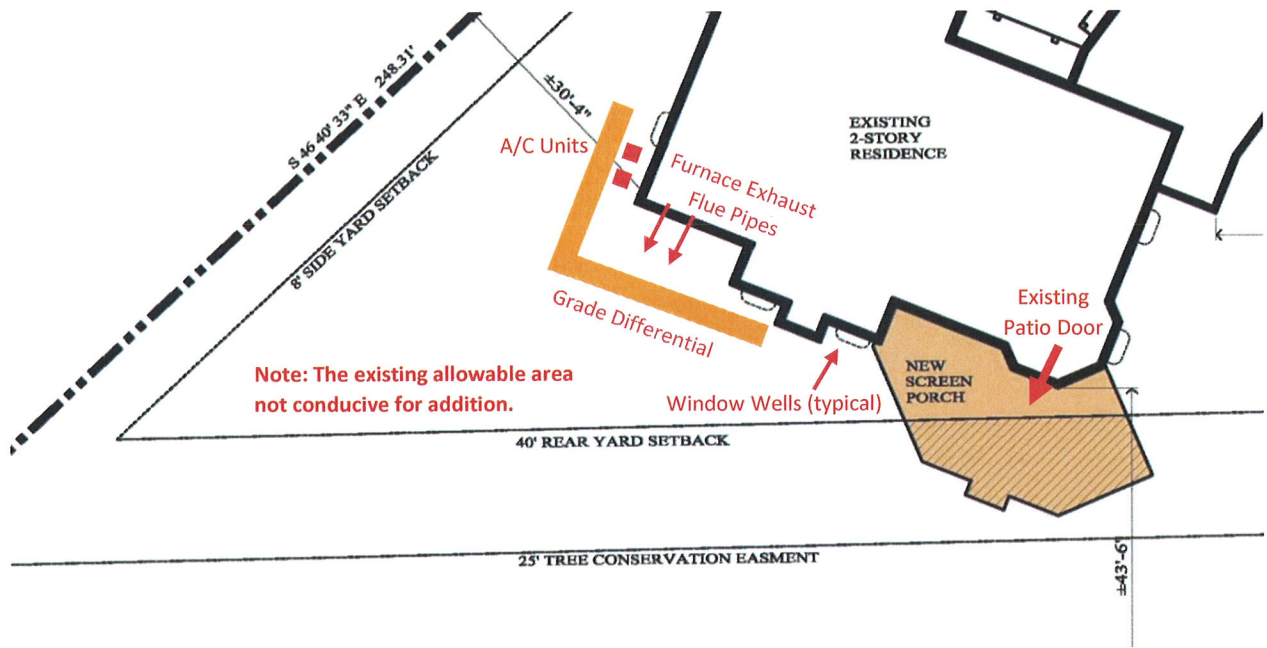 S 46 40' 33" E 248.31'
±30'-4"
A/C Units
EXISTING
2-STORY
RESIDENCE
8' SIDE YARD SETBACK
Furnace Exhaust
Flue Pipes
Grade Differential
Existing
Patio Door
Note: The existing allowable area
not conducive for addition.
NEW
SCREEN
PORCH
Window Wells (typical)
40' REAR YARD SETBACK
25' TREE CONSERVATION EASMENT
±43'-6"